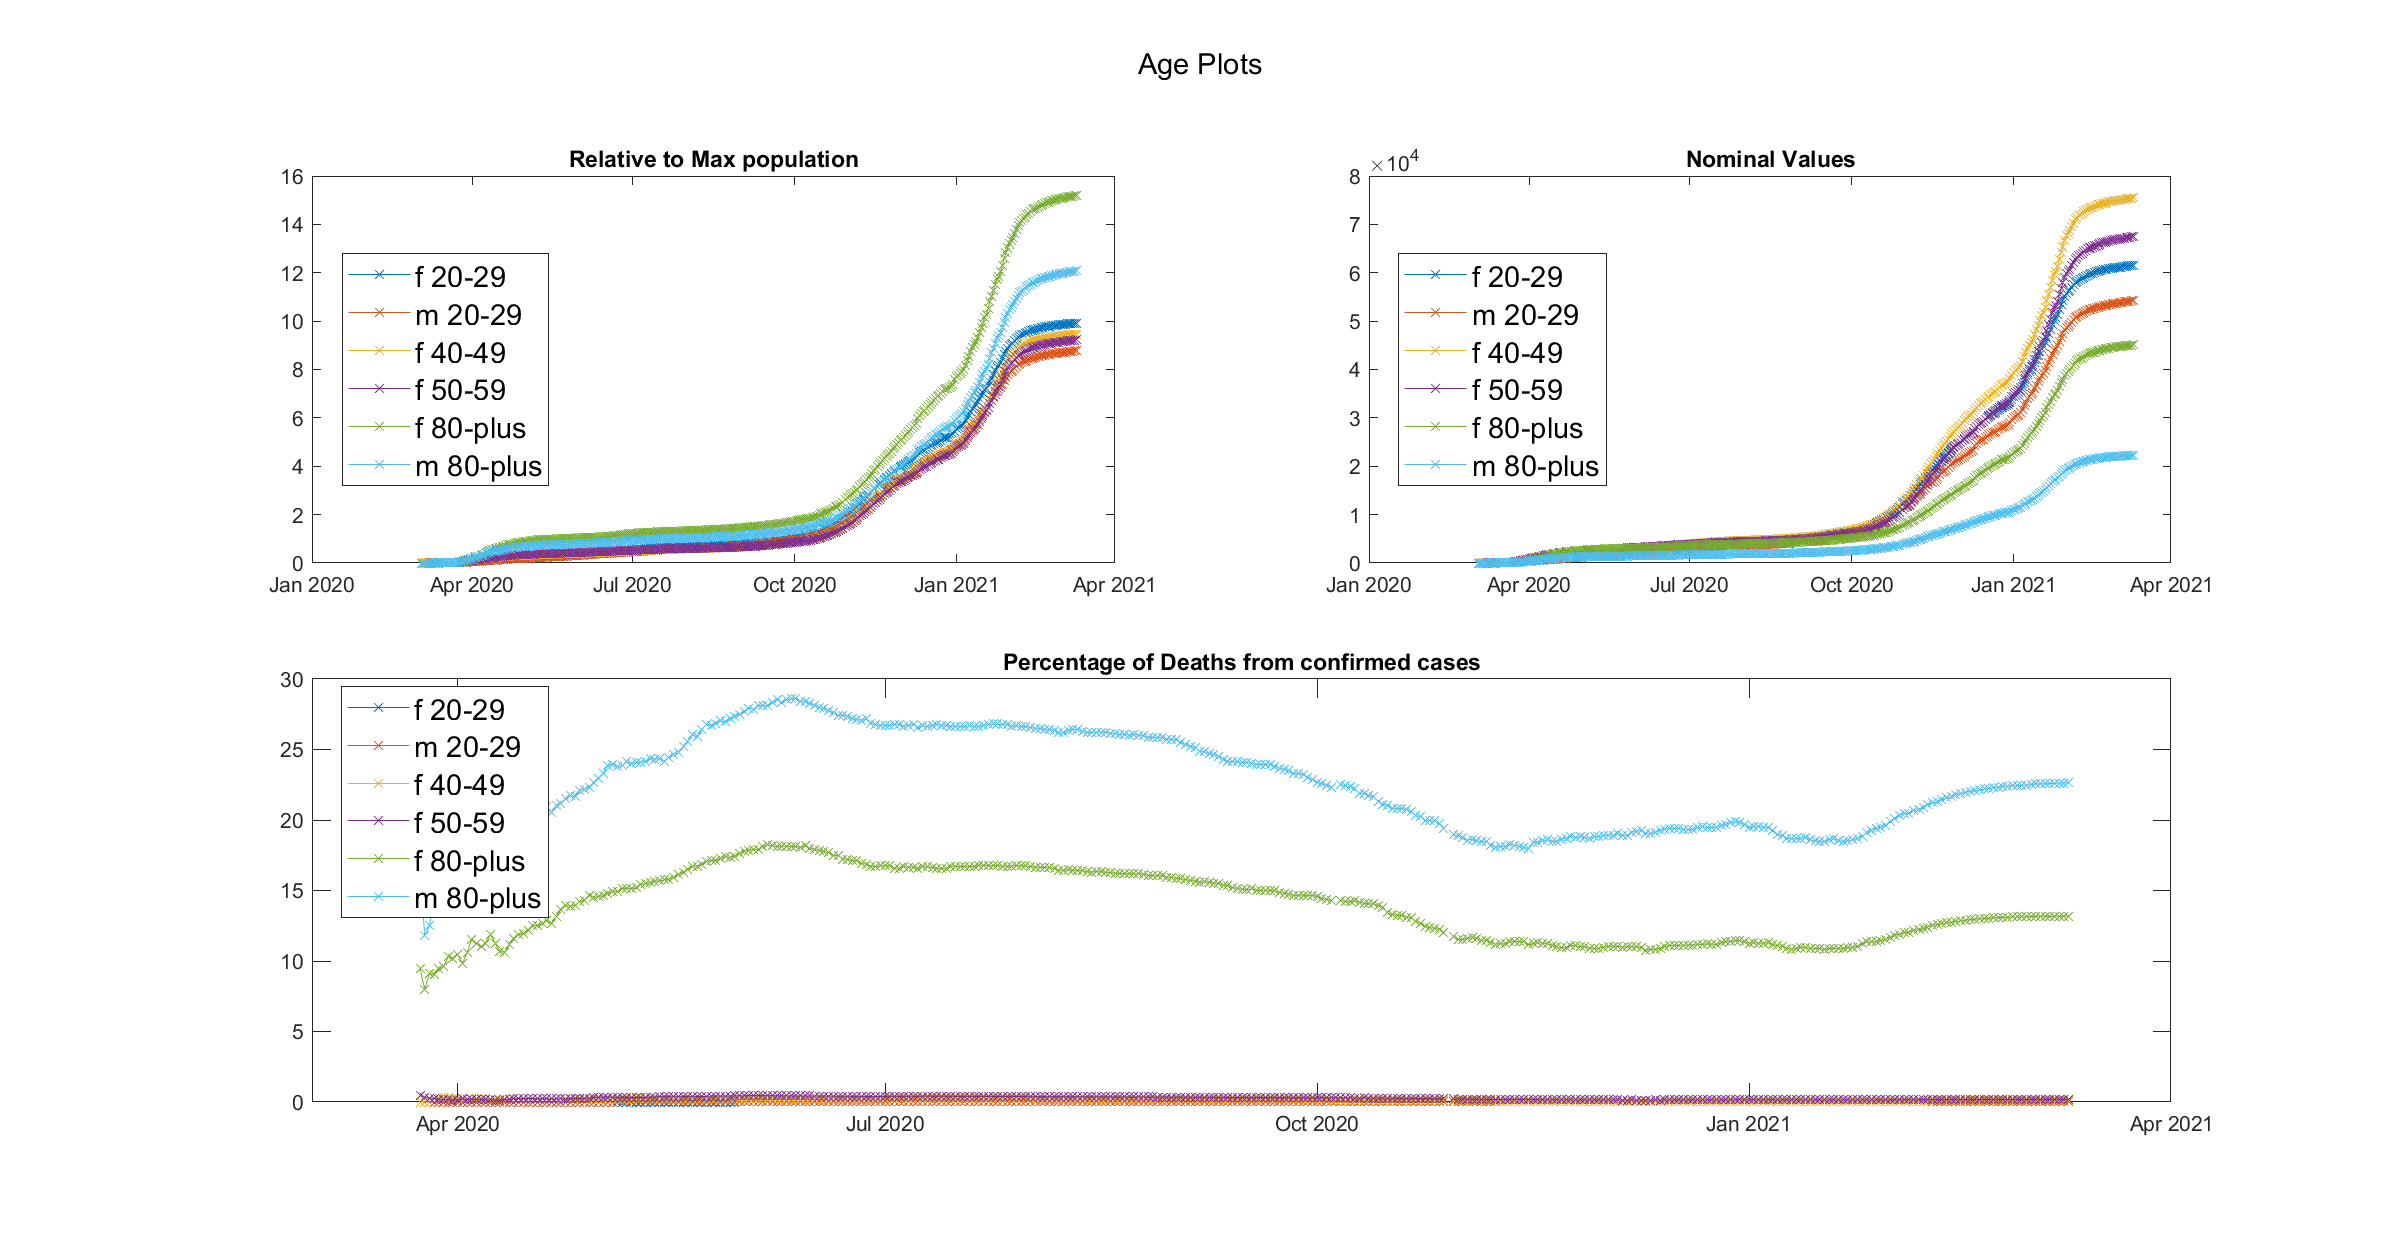 Age Plots
Relative to Max population
16
14
12
10
8
6
4
2
0
Jan 2020 Apr 2020 Jul 2020 Oct 2020 Jan 2021 Apr 2021
f 20-29
m 20-29
f 40-49
f 50-59
f 80-plus
m 80-plus
Nominal Values
×10⁴
8
7
6
5
4
3
2
1
0
Jan 2020 Apr 2020 Jul 2020 Oct 2020 Jan 2021 Apr 2021
f 20-29
m 20-29
f 40-49
f 50-59
f 80-plus
m 80-plus
Percentage of Deaths from confirmed cases
30
25
20
15
10
5
0
Apr 2020 Jul 2020 Oct 2020 Jan 2021 Apr 2021
f 20-29
m 20-29
f 40-49
f 50-59
f 80-plus
m 80-plus